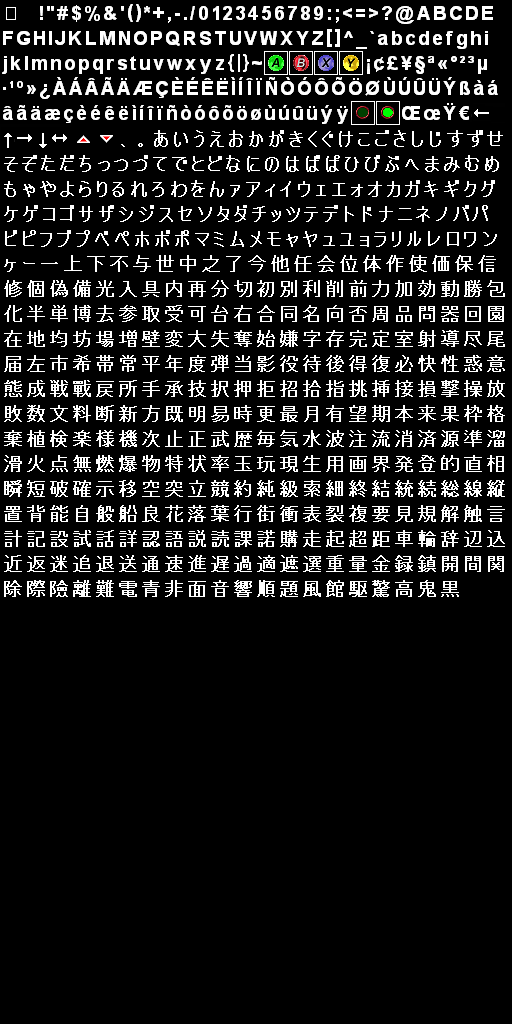 !"#$%&'()*+,-./0123456789:;<=>?@ABCDE
FGHIJKLMNOPQRSTUVWXYZ[]^_`abcdefghi
jklmnopqrstuvwxyz{|}~ABXY¡¢£¥§ª«°²³µ
·¹º»¿ÀÁÂÃÄÆÇÈÉÊËÌÍÎÏÑÒÓÔÕÖØÙÚÛÜÝßàá
âãäæçèéêëìíîïñòóôõöøùúûüýÿŒœŸ€←
↑→↓↔、。あいうえおかがきくぐけこごさしじすずせ
そぞただちっつづてでとどなにのはばぱひびぶへまみむめ
もゃやよらりるれろわをんァアィイウェエォオカガキギクグ
ケゲコゴサザシジスセソタダチッツテデトドナニネノバパ
ビピフブプベペホボポマミムメモャヤュユョラリルレロワン
ヶー一上下不与世中之了今他任会位体作使価保信
修個偽備光入具内再分切初別利削前力加効動勝包
化半単博去参取受可台右合同名向否周品問器回園
在地均坊場増壁変大失奪始嫌字存完定室射導尽尾
届左市希帯常平年度弾当影役待後得復必快性惑意
態成戦戰戻所手承技択押拒招拾指挑挿接損撃操放
敗数文料断新方既明易時更最月有望期本来果枠格
棄植検楽様機次止正武歴毎気水波注流消済源準溜
滑火点無燃爆物特状率玉玩現生用画界発登的直相
瞬短破確示移空突立競約純級索細終結統続総線縦
置背能自般船良花落葉行街衝表裂複要見規解触言
計記設試話詳認語説読課諾購走起超距車輪辞辺込
近返迷追退送通速進遅過適遮選重量金録鎮開間関
除際險離難電青非面音響順題風館駆驚高鬼黒